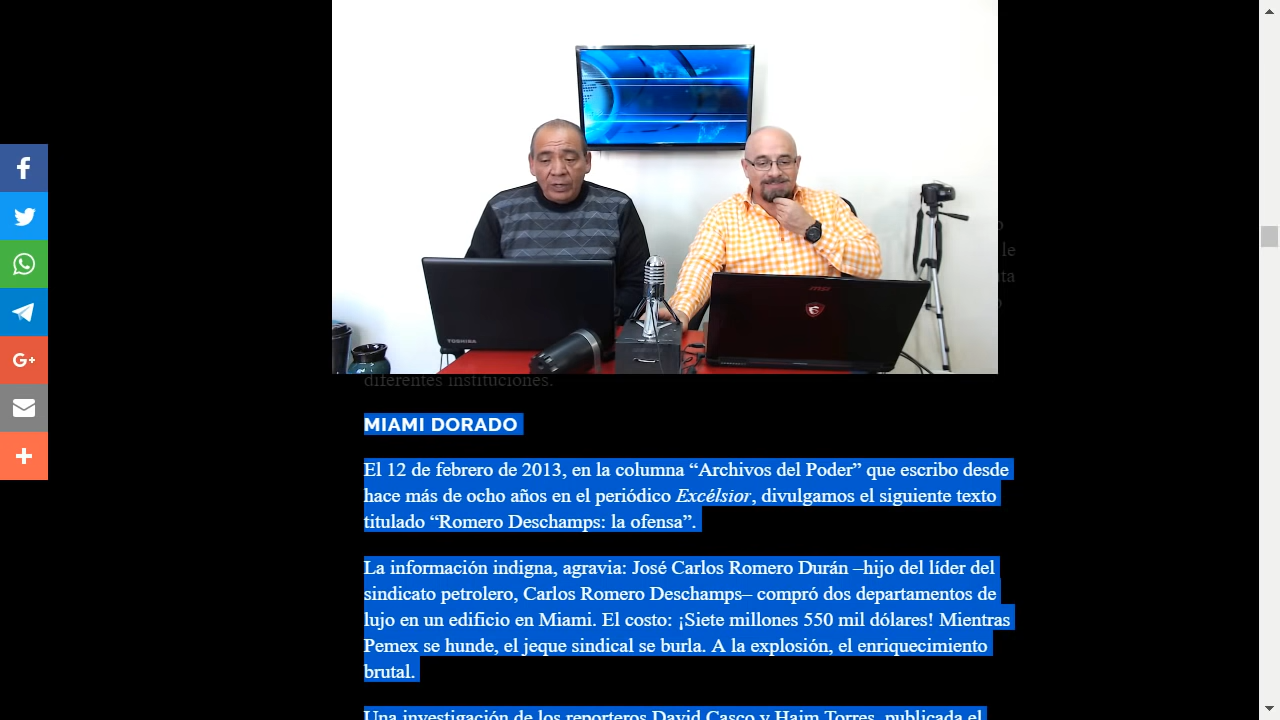 o
le
ta
o
TOSHIBA
msi
diferentes instituciones.
MIAMI DORADO
El 12 de febrero de 2013, en la columna “Archivos del Poder” que escribo desde
hace más de ocho años en el periódico Excélsior, divulgamos el siguiente texto
titulado “Romero Deschamps: la ofensa”.
La información indigna, agravia: José Carlos Romero Durán –hijo del líder del
sindicato petrolero, Carlos Romero Deschamps– compró dos departamentos de
lujo en un edificio en Miami. El costo: ¡Siete millones 550 mil dólares! Mientras
Pemex se hunde, el jeque sindical se burla. A la explosión, el enriquecimiento
brutal.
Una investigación de los reporteros David Casco y Haim Torres, publicada el